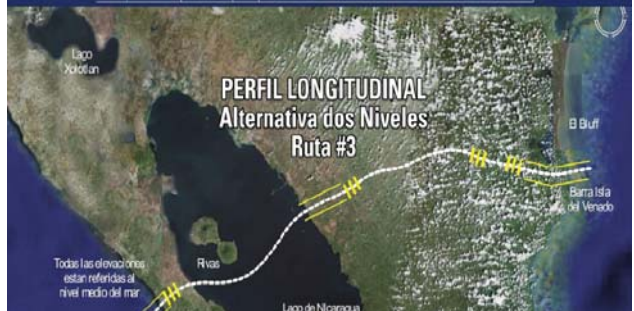 Lago
Xolotlan
PERFIL LONGITUDINAL
Alternativa dos Niveles
Ruta #3
El Bluff
Barra Isla
del Venado
Todas las elevaciones
estan referidas al
nivel medio del mar
Rivas
Lago de Nicaragua